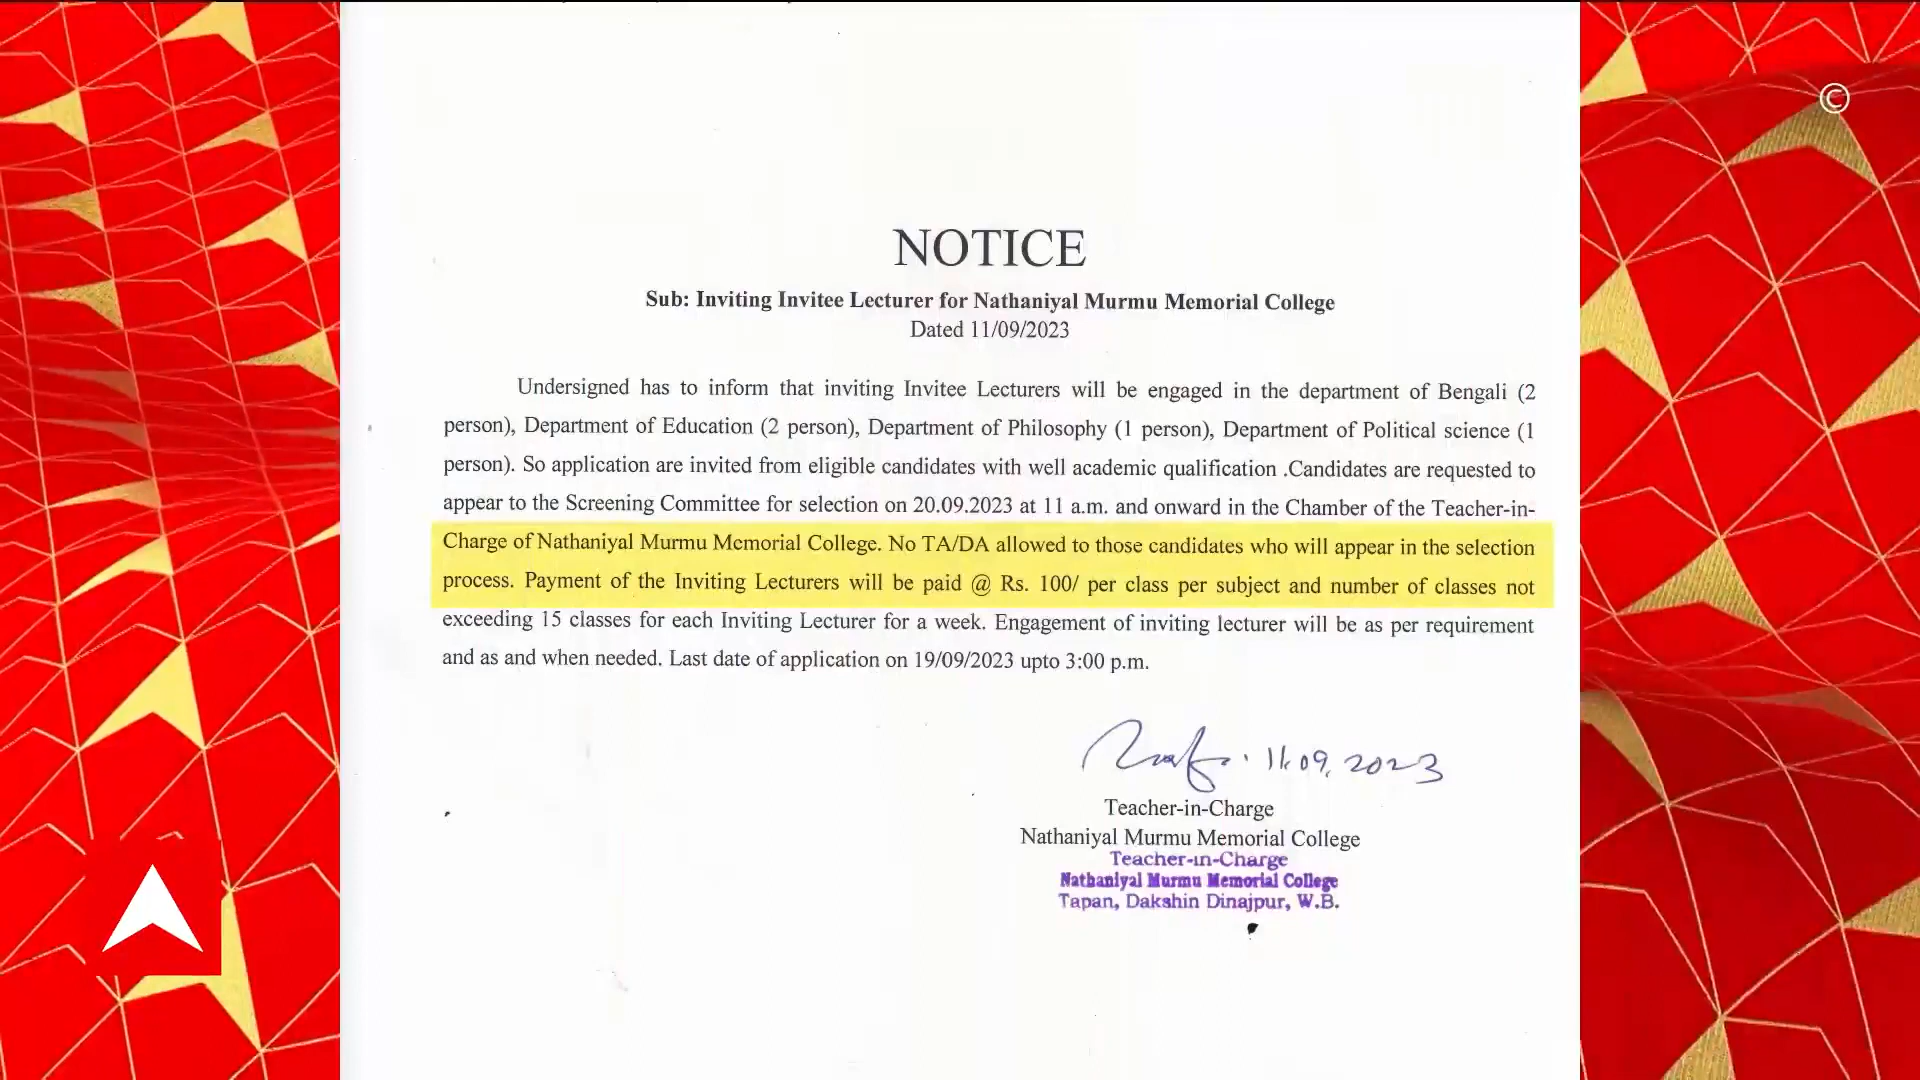 ©
NOTICE
Sub: Inviting Invitee Lecturer for Nathaniyal Murmu Memorial College
Dated 11/09/2023
Undersigned has to inform that inviting Invitee Lecturers will be engaged in the department of Bengali (2
person), Department of Education (2 person), Department of Philosophy (1 person), Department of Political science (1
person). So application are invited from eligible candidates with well academic qualification .Candidates are requested to
appear to the Screening Committee for selection on 20.09.2023 at 11 a.m. and onward in the Chamber of the Teacher-in-
Charge of Nathaniyal Murmu Memorial College. No TA/DA allowed to those candidates who will appear in the selection
process. Payment of the Inviting Lecturers will be paid @ Rs. 100/ per class per subject and number of classes not
exceeding 15 classes for each Inviting Lecturer for a week. Engagement of inviting lecturer will be as per requirement
and as and when needed. Last date of application on 19/09/2023 upto 3:00 p.m.
11.09.2023
Teacher-in-Charge
Nathaniyal Murmu Memorial College
Teacher-in-Charge
Nathaniyal Murmu Memorial College
Tapan, Dakshin Dinajpur, W.B.